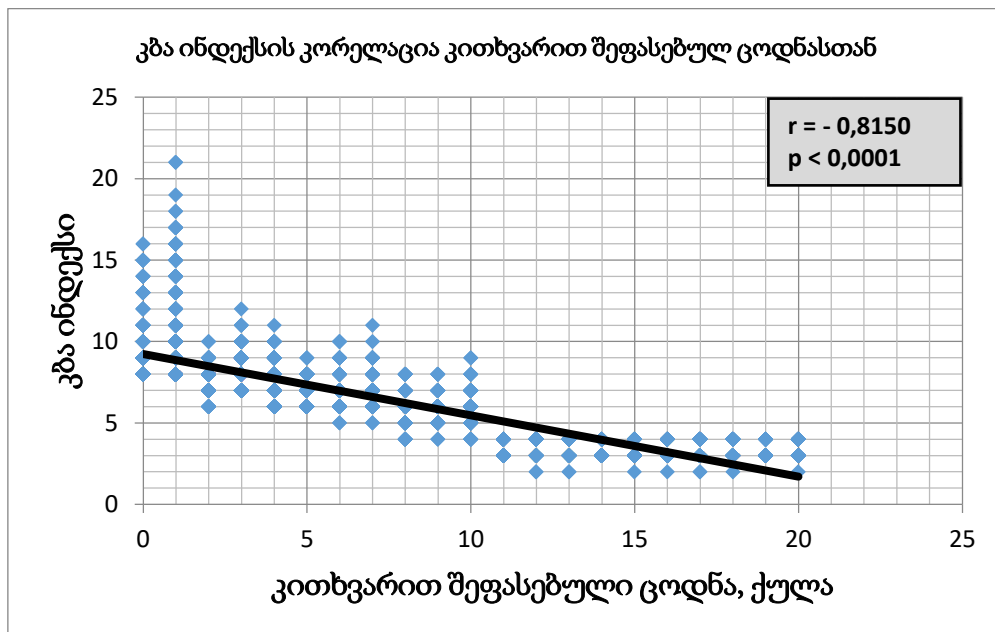 კბა ინდექსის კორელაცია კითხვარით შეფასებულ ცოდნასთან
r = - 0,8150
p < 0,0001
კბა ინდექსი
25
20
15
10
5
0
0 5 10 15 20 25
კითხვარით შეფასებული ცოდნა, ქულა